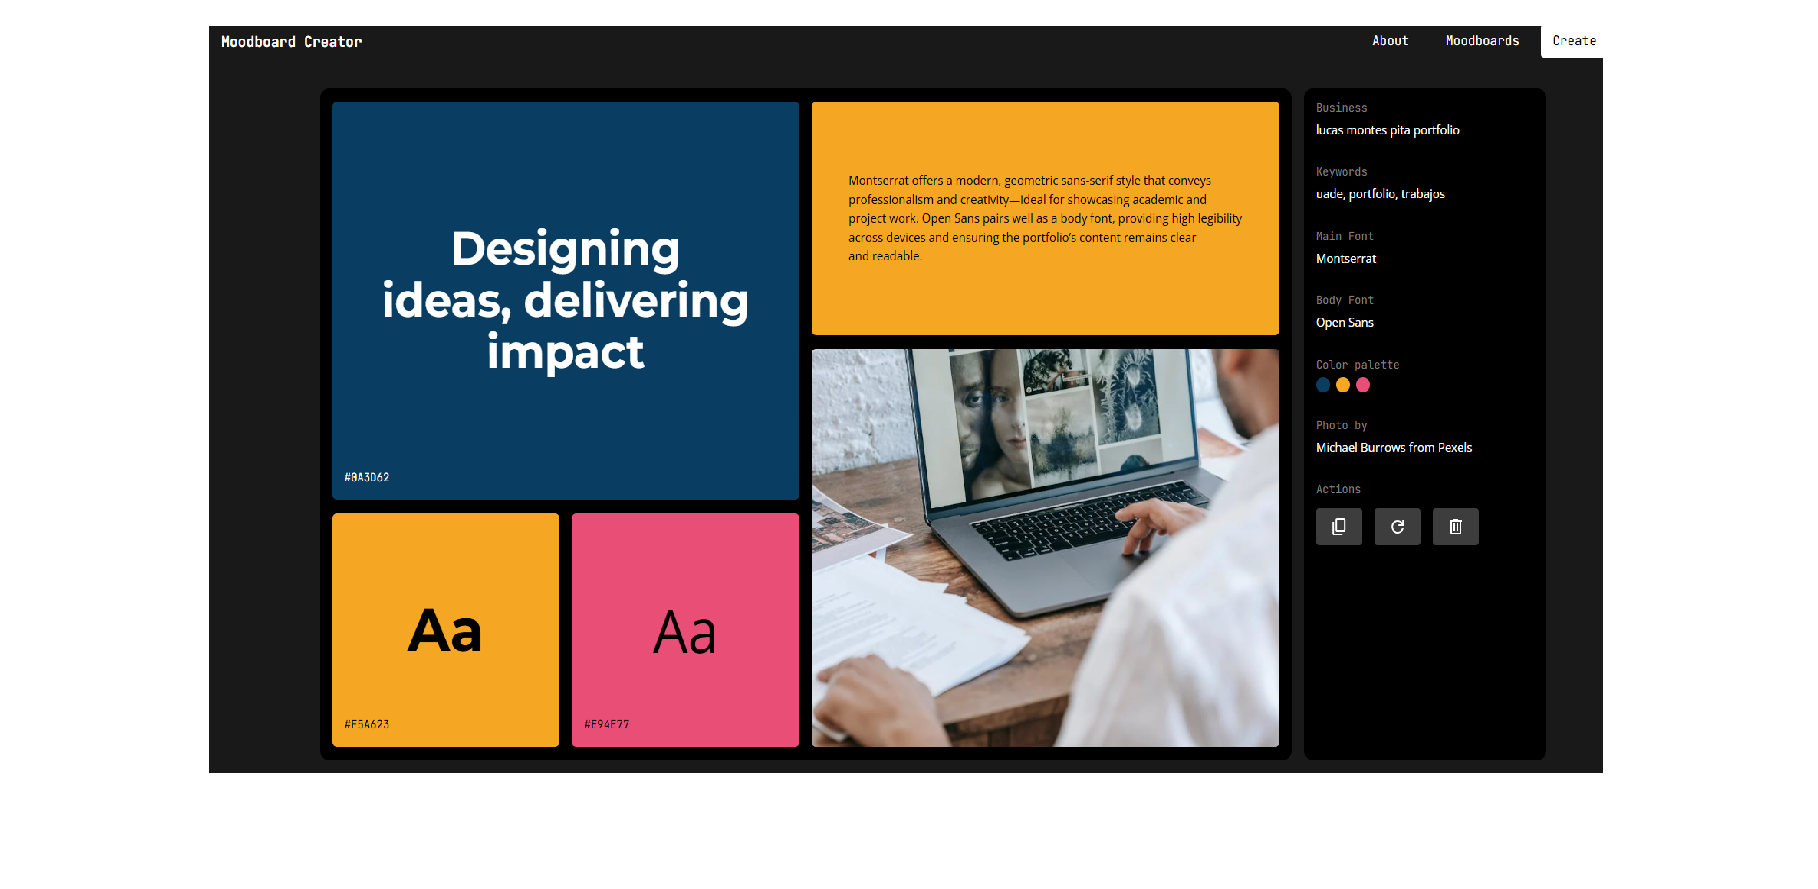 Moodboard Creator
About
Moodboards
Create
Designing
ideas, delivering
impact
#0A3D62
Aa
#F5A623
Aa
#E94E77
Montserrat offers a modern, geometric sans-serif style that conveys
professionalism and creativity—ideal for showcasing academic and
project work. Open Sans pairs well as a body font, providing high legibility
across devices and ensuring the portfolio's content remains clear
and readable.
Business
lucas montes pita portfolio
Keywords
uade, portfolio, trabajos
Main Font
Montserrat
Body Font
Open Sans
Color palette
Photo by
Michael Burrows from Pexels
Actions